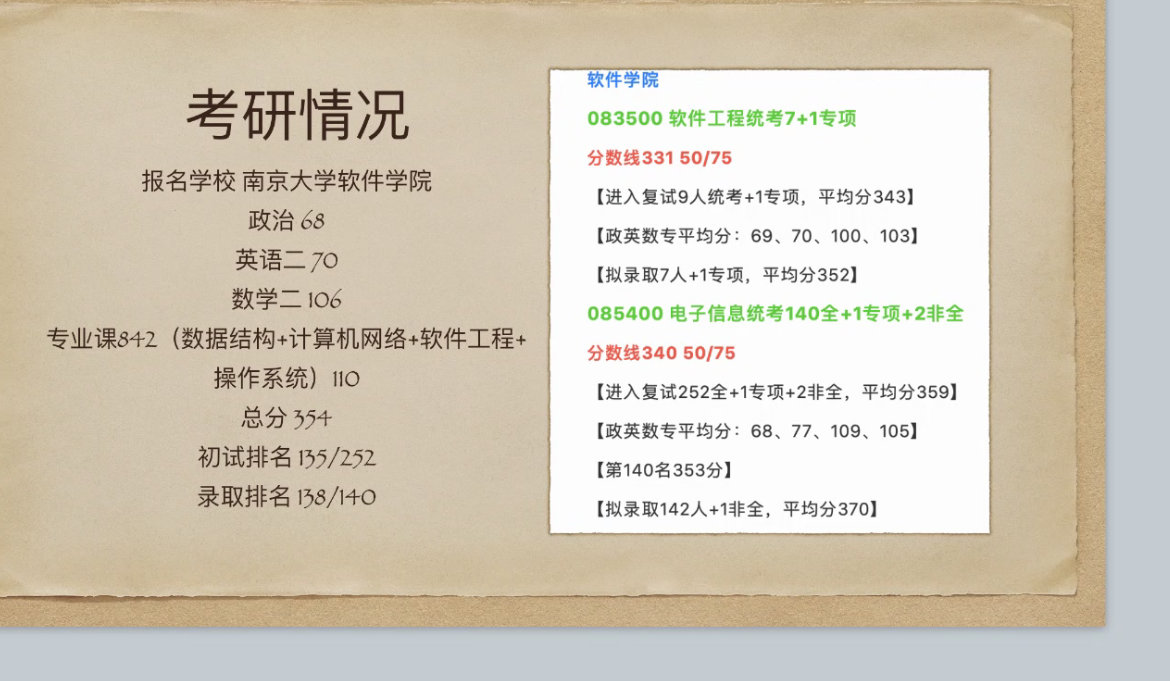 考研情况
报名学校 南京大学软件学院
政治 68
英语二 70
数学二 106
专业课842（数据结构+计算机网络+软件工程+
操作系统）110
总分 354
初试排名 135/252
录取排名 138/140
软件学院
083500 软件工程统考7+1专项
分数线331 50/75
【进入复试9人统考+1专项，平均分343】
【政英数专平均分：69、70、100、103】
【拟录取7人+1专项，平均分352】
085400 电子信息统考140全+1专项+2非全
分数线340 50/75
【进入复试252全+1专项+2非全，平均分359】
【政英数专平均分：68、77、109、105】
【第140名353分】
【拟录取142人+1非全，平均分370】